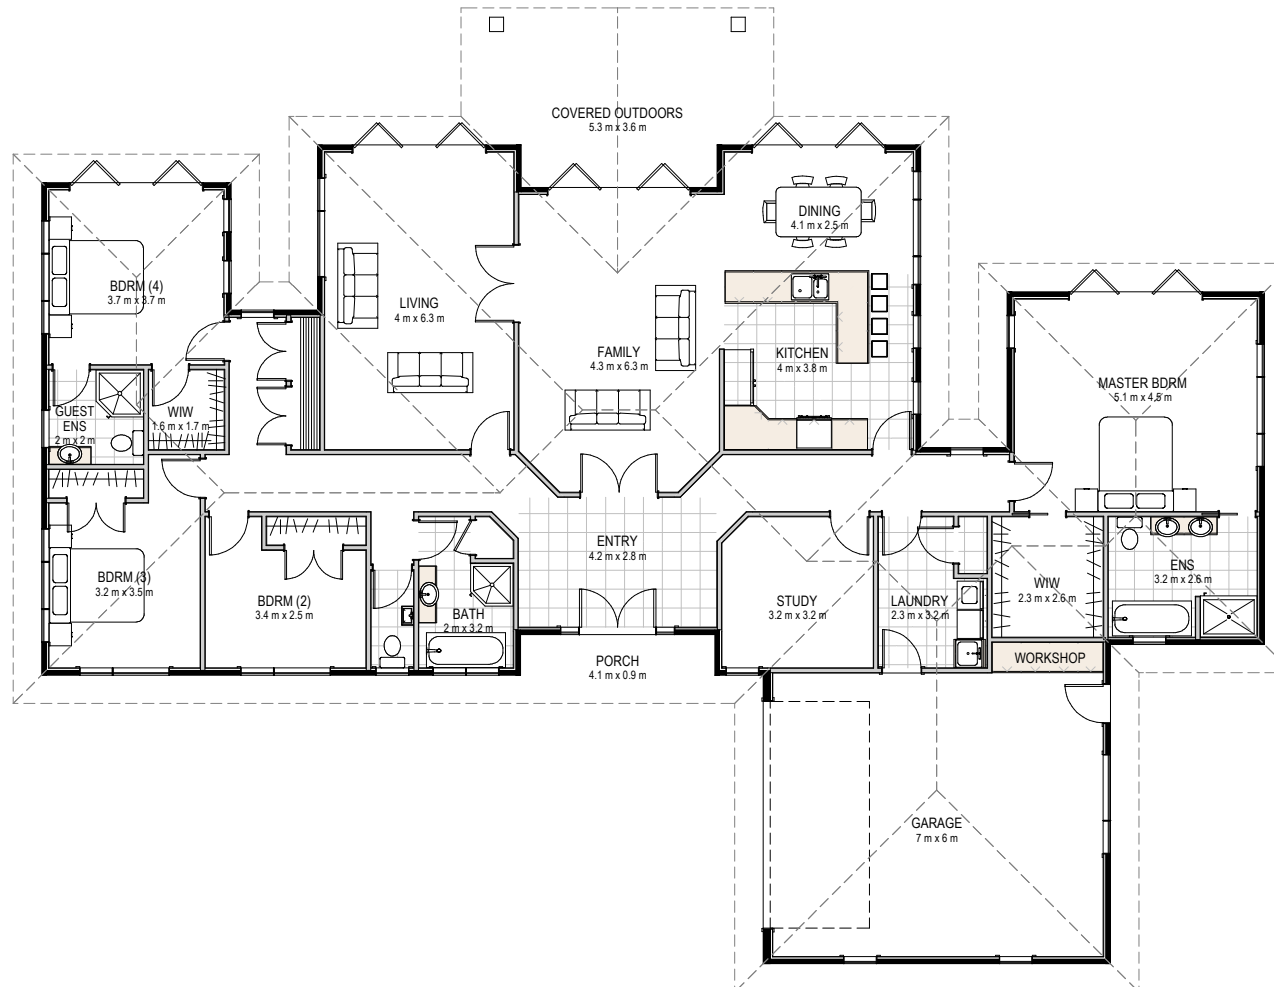 COVERED OUTDOORS
5.3 m x 3.6 m
DINING
4.1 m x 2.5 m
BDRM (4)
3.7 m x 3.7 m
LIVING
4 m x 6.3 m
FAMILY
4.3 m x 6.3 m
KITCHEN
4 m x 3.8 m
MASTER BDRM
5.1 m x 4.5 m
GUEST
ENS
2 m x 2 m
WIW
1.6 m x 1.7 m
ENTRY
4.2 m x 2.8 m
BDRM (3)
3.2 m x 3.5 m
BDRM (2)
3.4 m x 2.5 m
BATH
2 m x 3.2 m
STUDY
3.2 m x 3.2 m
LAUNDRY
2.3 m x 3.2 m
WIW
2.3 m x 2.6 m
ENS
3.2 m x 2.6 m
PORCH
4.1 m x 0.9 m
WORKSHOP
GARAGE
7 m x 6 m